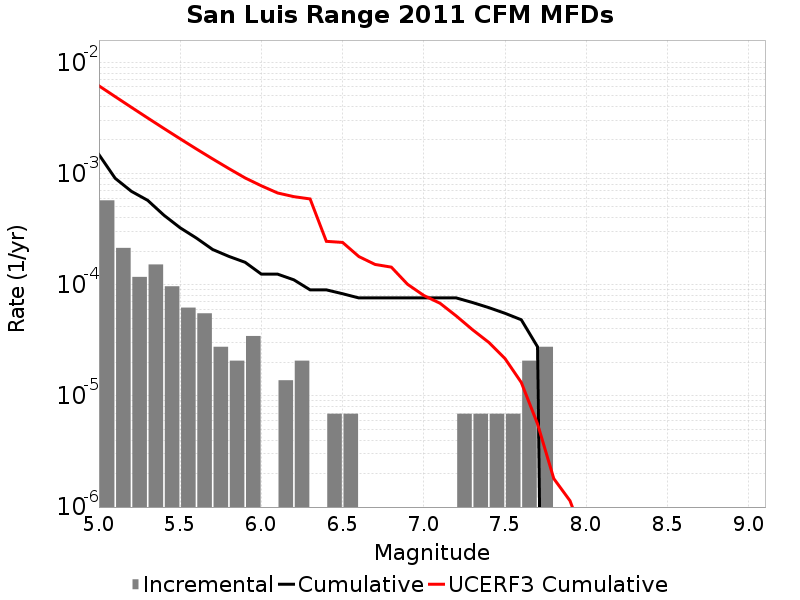 San Luis Range 2011 CFM MFDs
10-2
10-3
10-4
10-5
10-6
Rate (1/yr)
5.0 5.5 6.0 6.5 7.0 7.5 8.0 8.5 9.0
Magnitude
Incremental Cumulative UCERF3 Cumulative